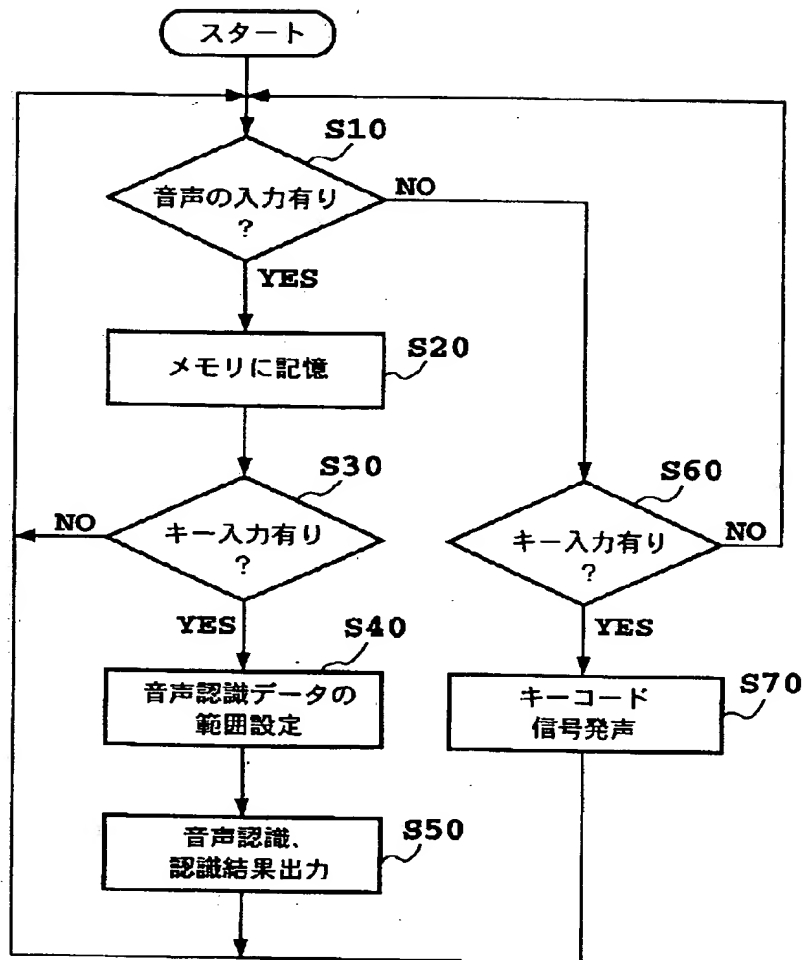 スタート
S10
音声の入力有り
?
NO
YES
S20
メモリに記憶
S30
キー入力有り
?
NO
YES
S60
キー入力有り
?
NO
YES
S40
音声認識データの
範囲設定
S70
キーコード
信号発声
S50
音声認識、
認識結果出力